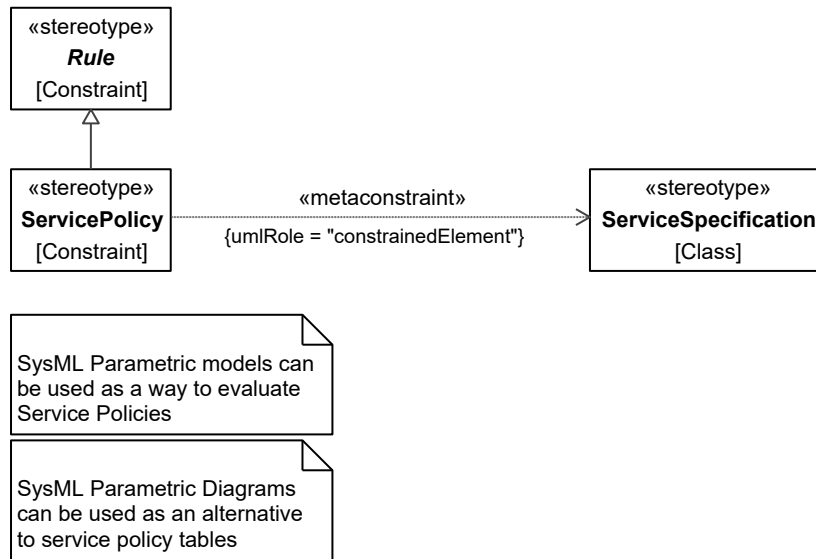 «stereotype»
Rule
[Constraint]
«stereotype»
ServicePolicy
[Constraint]
«metaconstraint»
{umlRole = "constrainedElement"}
«stereotype»
ServiceSpecification
[Class]
SysML Parametric models can
be used as a way to evaluate
Service Policies
SysML Parametric Diagrams
can be used as an alternative
to service policy tables